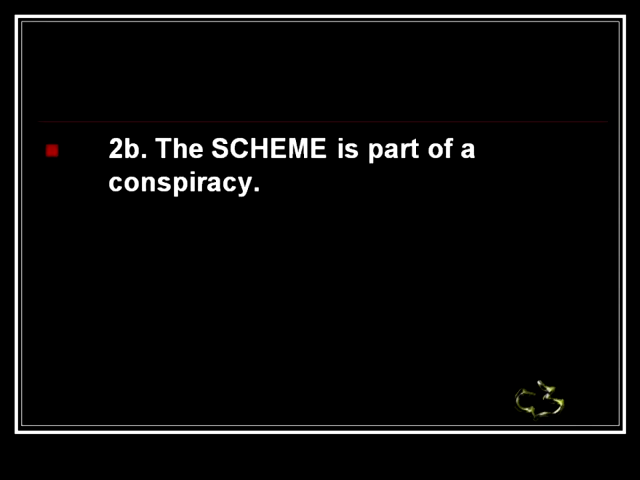 2b. The SCHEME is part of a
conspiracy.